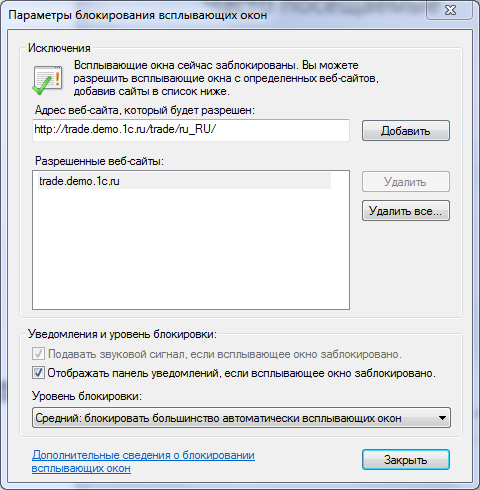 Часто посещаемые
Параметры блокирования всплывающих окон
Исключения
Всплывающие окна сейчас заблокированы. Вы можете
разрешить всплывающие окна с определенных веб-сайтов,
добавив сайты в список ниже.
Адрес веб-сайта, который будет разрешен:
http://trade.demo.1c.ru/trade/ru_RU/
Добавить
Разрешенные веб-сайты:
trade.demo.1c.ru
Удалить
Удалить все...
Уведомления и уровень блокировки:
Подавать звуковой сигнал, если всплывающее окно заблокировано.
Отображать панель уведомлений, если всплывающее окно заблокировано.
Уровень блокировки:
Средний: блокировать большинство автоматически всплывающих окон
Дополнительные сведения о блокировании
всплывающих окон
Закрыть